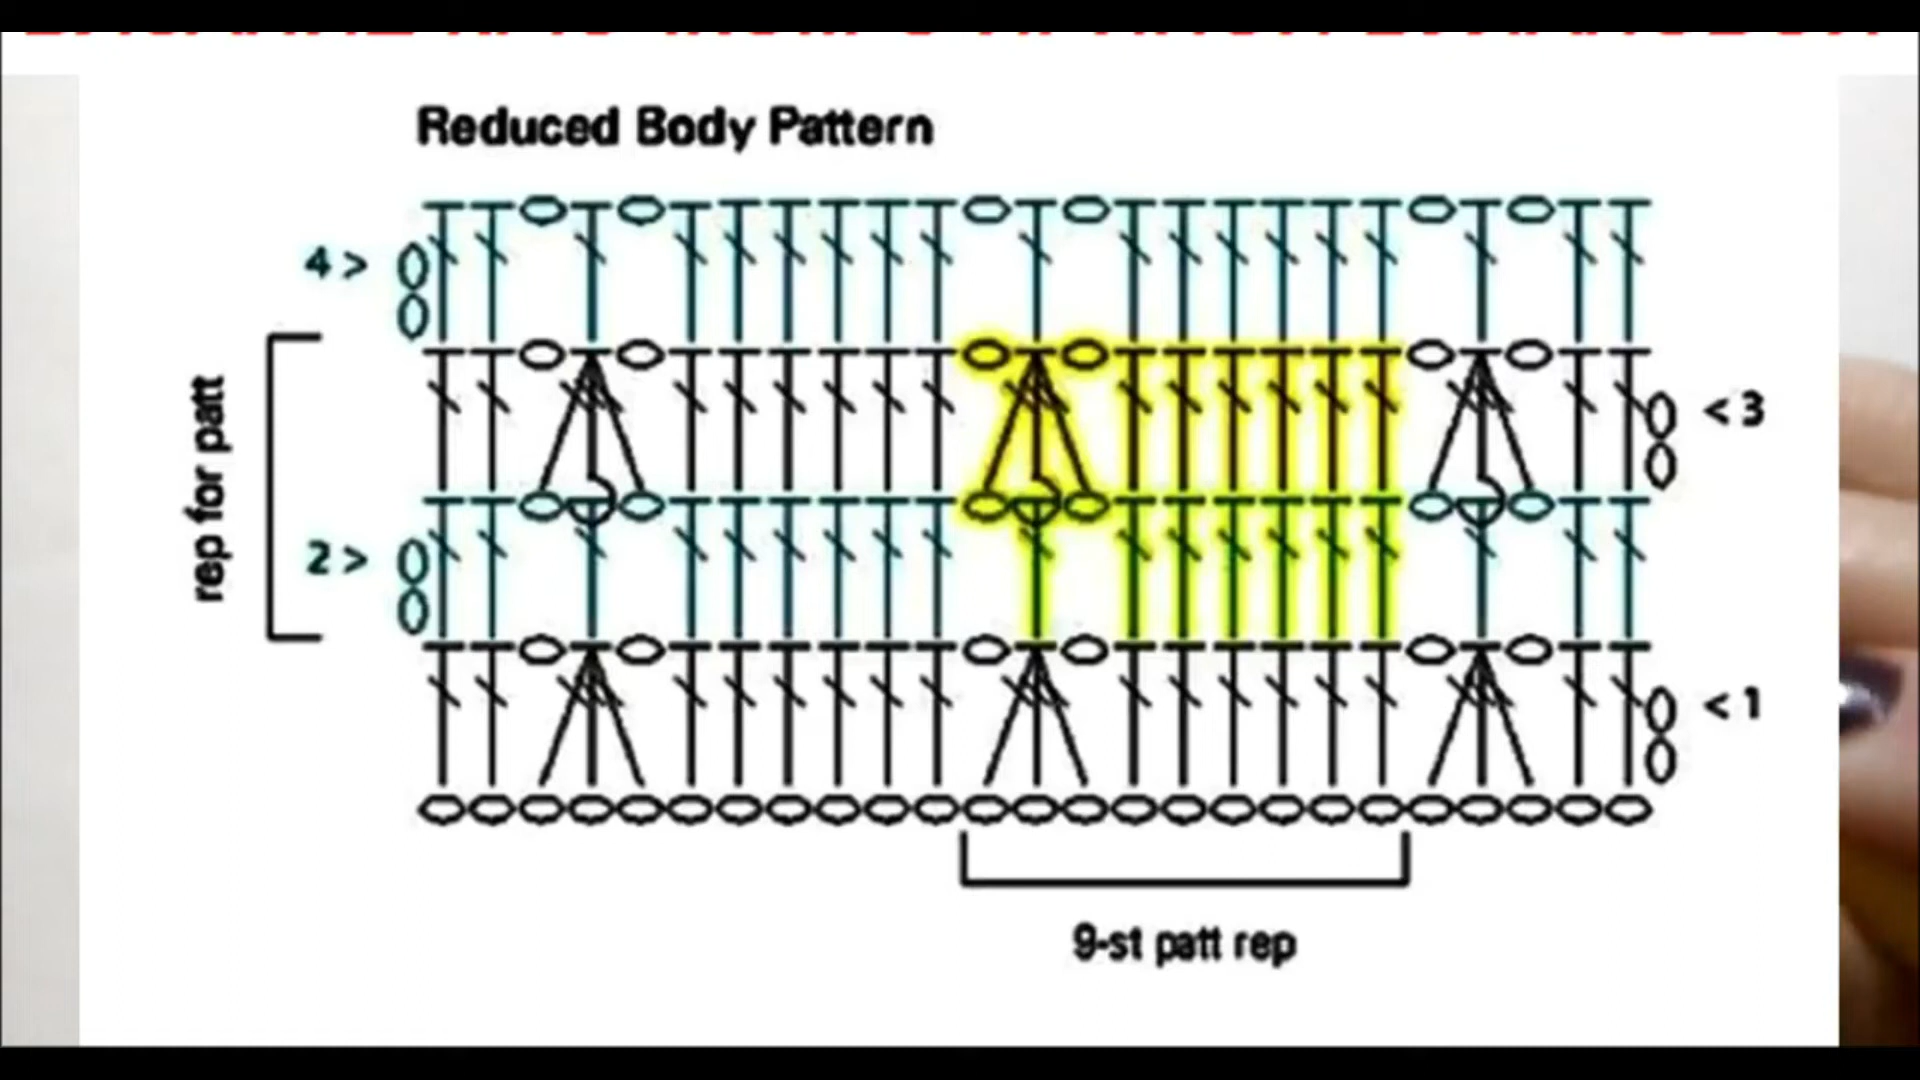 Reduced Body Pattern
4 >
< 3
rep for patt
2 >
< 1
9-st patt rep